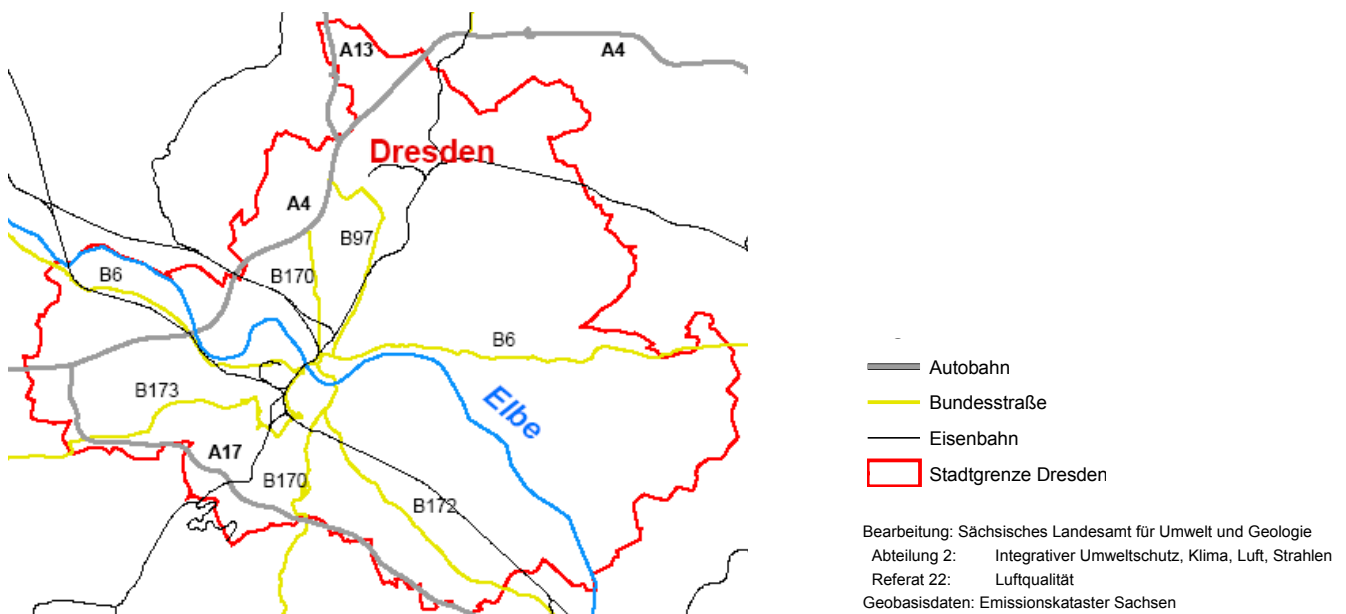 A13
A4
Dresden
A4
B97
B6
B170
B6
B173
Elbe
A17
B170
B172
Autobahn
Bundesstraße
Eisenbahn
Stadtgrenze Dresden
Bearbeitung: Sächsisches Landesamt für Umwelt und Geologie
Abteilung 2: Integrativer Umweltschutz, Klima, Luft, Strahlen
Referat 22: Luftqualität
Geobasisdaten: Emissionskataster Sachsen